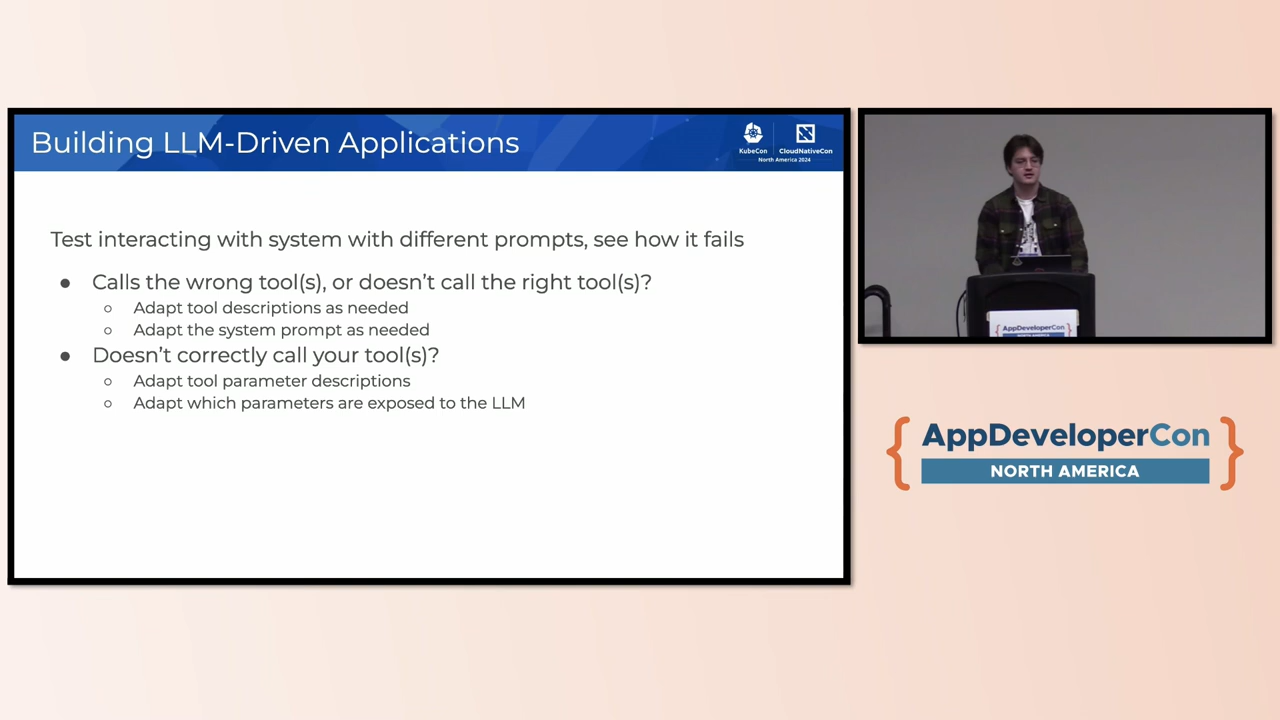 Building LLM-Driven Applications
KubeCon
CloudNativeCon
North America 2024
Test interacting with system with different prompts, see how it fails
● Calls the wrong tool(s), or doesn’t call the right tool(s)?
○ Adapt tool descriptions as needed
○ Adapt the system prompt as needed
● Doesn’t correctly call your tool(s)?
○ Adapt tool parameter descriptions
○ Adapt which parameters are exposed to the LLM
AppDeveloperCon
{ AppDeveloperCon }
NORTH AMERICA